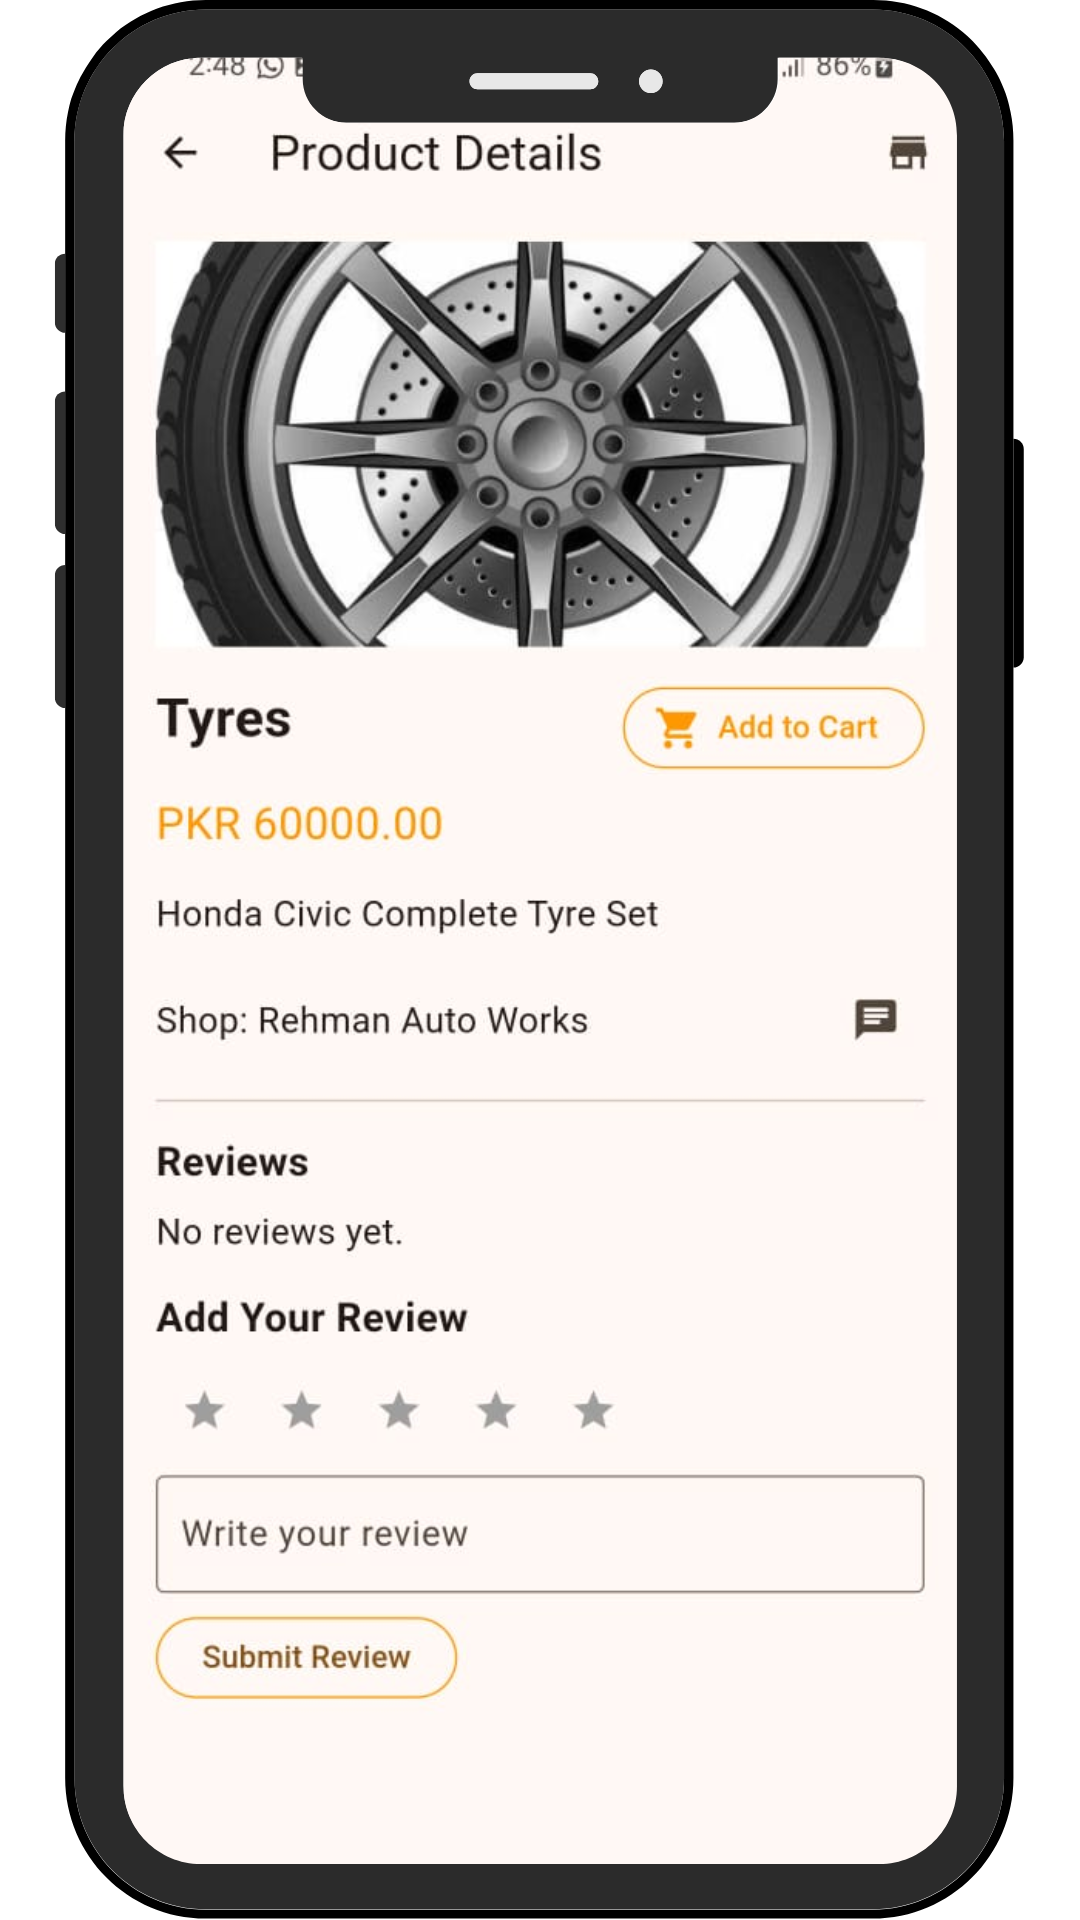 2:48 86%
Product Details
Tyres
Add to Cart
PKR 60000.00
Honda Civic Complete Tyre Set
Shop: Rehman Auto Works
Reviews
No reviews yet.
Add Your Review
Write your review
Submit Review